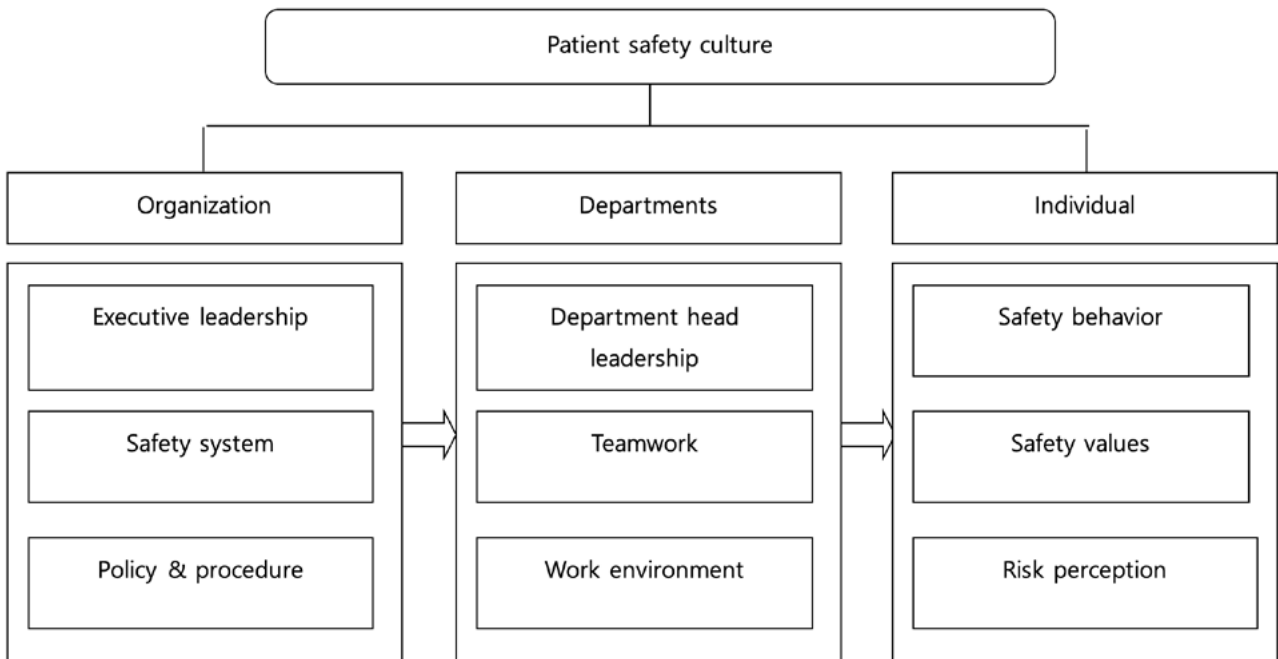 Patient safety culture
Organization
Departments
Individual
Executive leadership
Safety system
Policy & procedure
Department head
leadership
Teamwork
Work environment
Safety behavior
Safety values
Risk perception